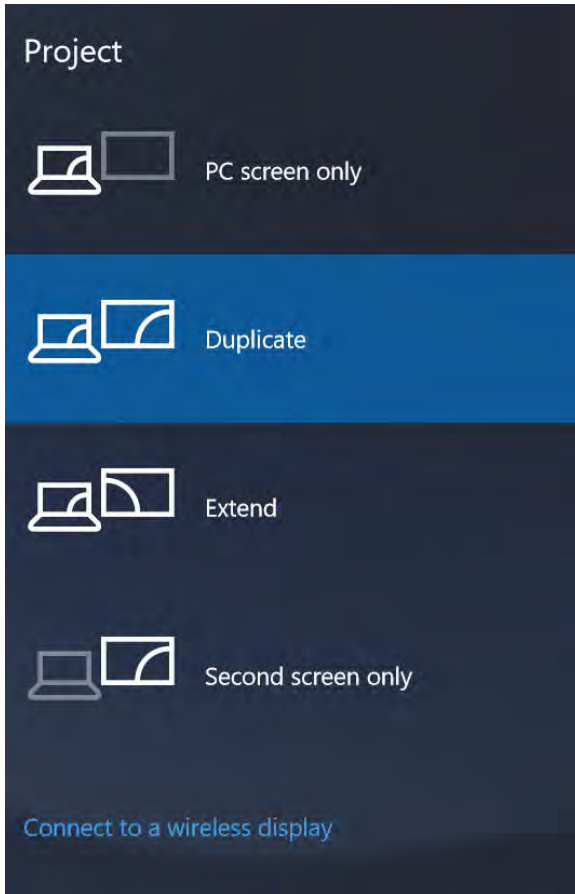 Project
PC screen only
Duplicate
Extend
Second screen only
Connect to a wireless display